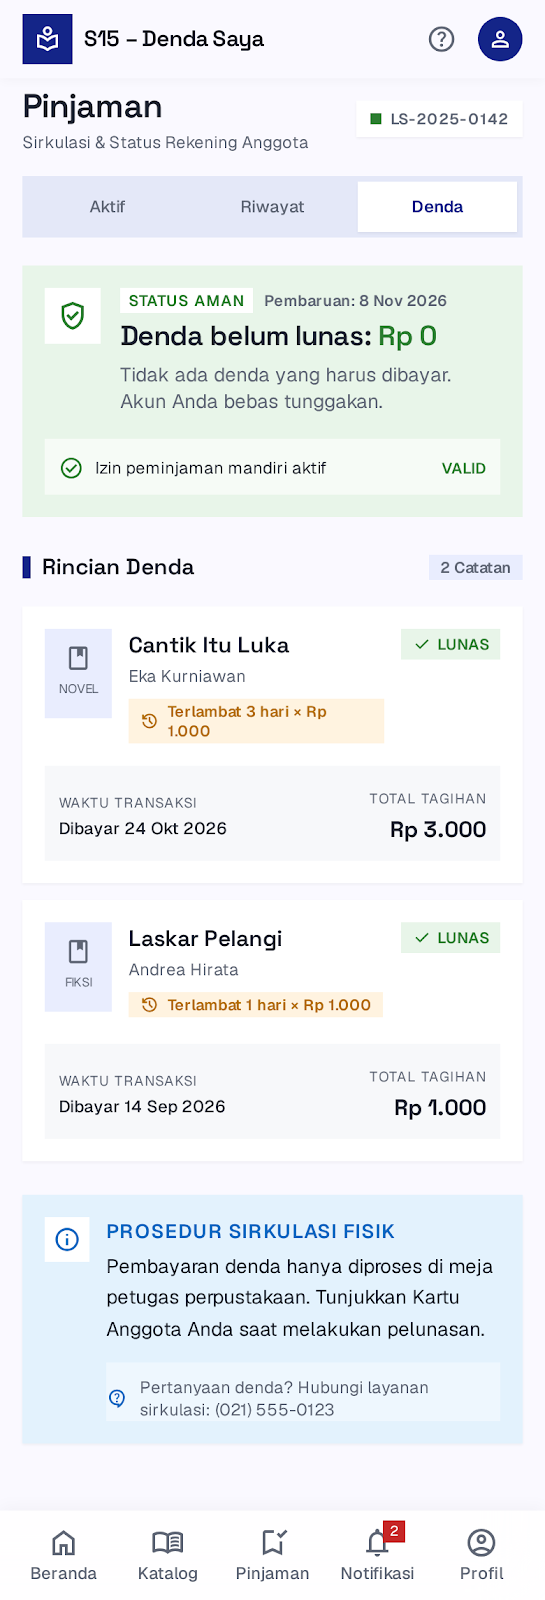 S15 – Denda Saya
Pinjaman
Sirkulasi & Status Rekening Anggota
LS-2025-0142
Aktif
Riwayat
Denda
STATUS AMAN
Pembaruan: 8 Nov 2026
Denda belum lunas: Rp 0
Tidak ada denda yang harus dibayar.
Akun Anda bebas tunggakan.
Izin peminjaman mandiri aktif
VALID
Rincian Denda
2 Catatan
NOVEL
Cantik Itu Luka
Eka Kurniawan
LUNAS
Terlambat 3 hari × Rp
1.000
WAKTU TRANSAKSI
Dibayar 24 Okt 2026
TOTAL TAGIHAN
Rp 3.000
FIKSI
Laskar Pelangi
Andrea Hirata
LUNAS
Terlambat 1 hari × Rp 1.000
WAKTU TRANSAKSI
Dibayar 14 Sep 2026
TOTAL TAGIHAN
Rp 1.000
PROSEDUR SIRKULASI FISIK
Pembayaran denda hanya diproses di meja
petugas perpustakaan. Tunjukkan Kartu
Anggota Anda saat melakukan pelunasan.
Pertanyaan denda? Hubungi layanan
sirkulasi: (021) 555-0123
Beranda
Katalog
Pinjaman
2
Notifikasi
Profil